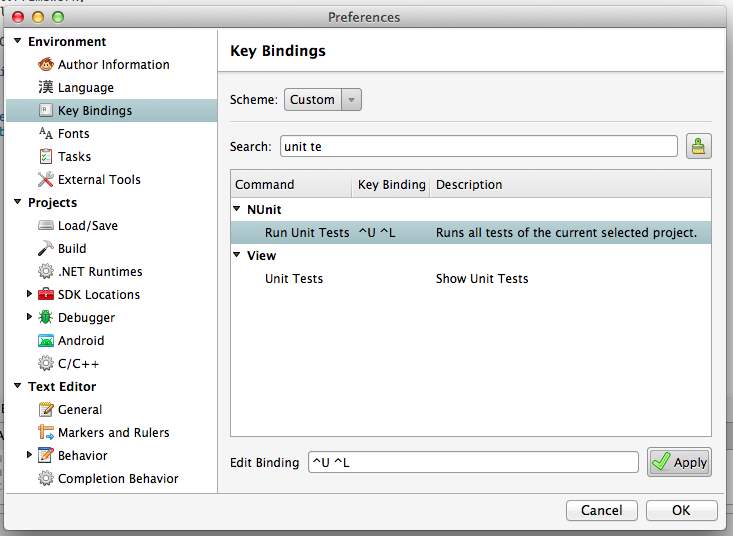 Preferences
Environment
Author Information
漢 Language
Key Bindings
Fonts
Tasks
External Tools
Projects
Load/Save
Build
.NET Runtimes
SDK Locations
Debugger
Android
C/C++
Text Editor
General
Markers and Rulers
Behavior
Completion Behavior
Key Bindings
Scheme: Custom
Search: unit te
Command Key Binding Description
NUnit
Run Unit Tests ^U ^L Runs all tests of the current selected project.
View
Unit Tests Show Unit Tests
Edit Binding ^U ^L Apply
Cancel OK